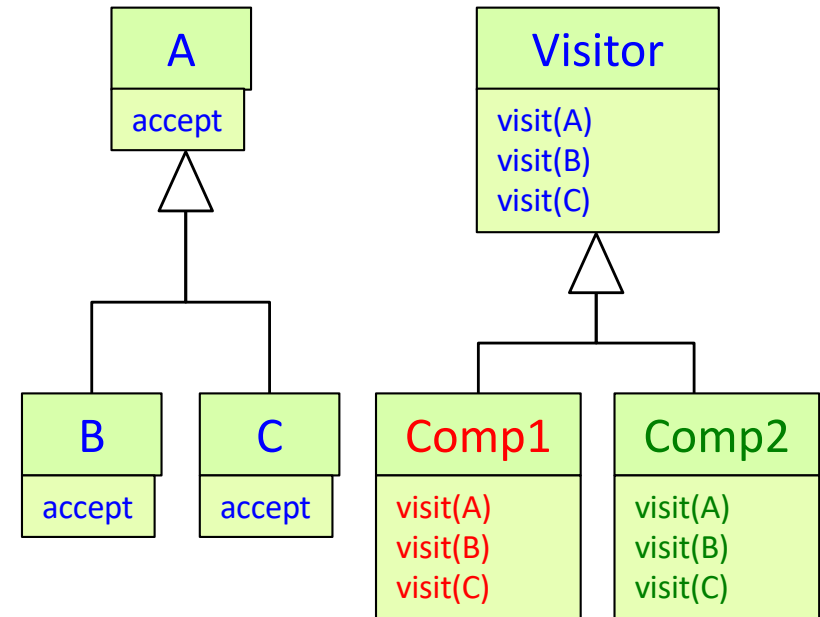 A
accept
Visitor
visit(A)
visit(B)
visit(C)
B
accept
C
accept
Comp1
visit(A)
visit(B)
visit(C)
Comp2
visit(A)
visit(B)
visit(C)